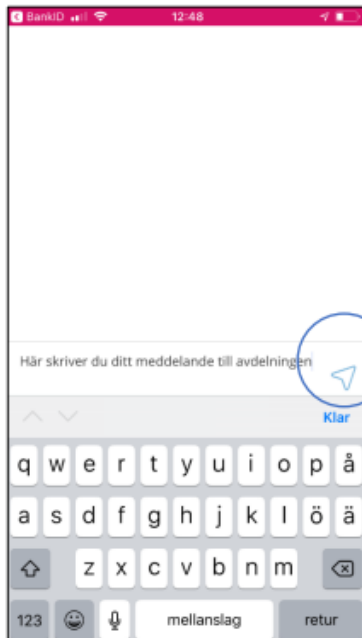 BankID 12:48
Här skriver du ditt meddelande till avdelningen
Klar
q w e r t y u i o p å
a s d f g h j k l ö ä
z x c v b n m
123 mellanslag retur